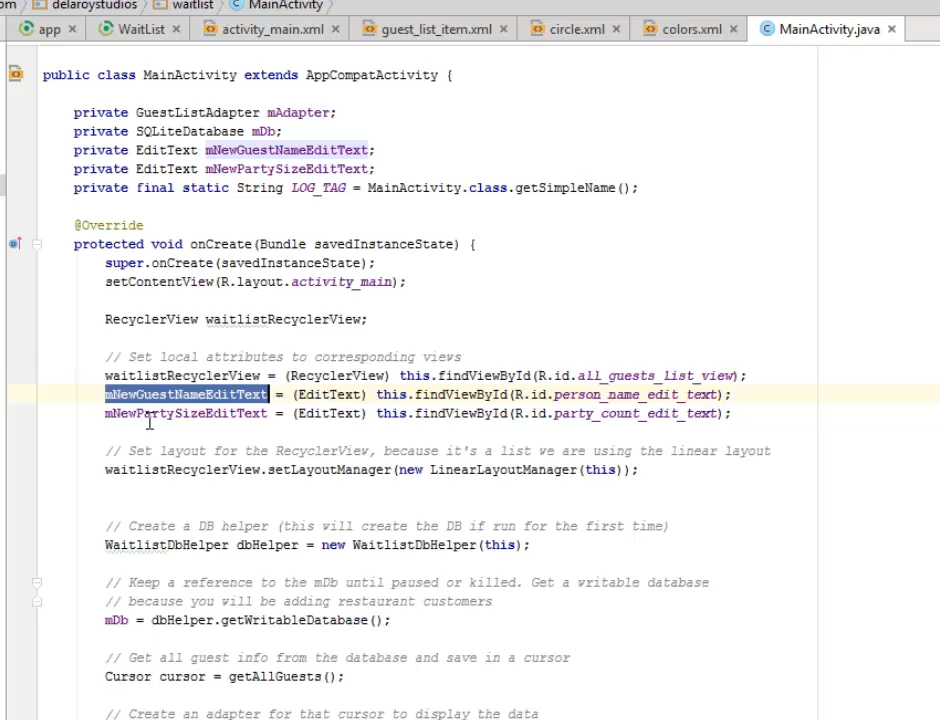 om delaroystudios waitlist MainActivity
app WaitList activity_main.xml guest_list_item.xml circle.xml colors.xml MainActivity.java
public class MainActivity extends AppCompatActivity {
private GuestListAdapter mAdapter;
private SQLiteDatabase mDb;
private EditText mNewGuestNameEditText;
private EditText mNewPartySizeEditText;
private final static String LOG_TAG = MainActivity.class.getSimpleName();
@Override
protected void onCreate(Bundle savedInstanceState) {
super.onCreate(savedInstanceState);
setContentView(R.layout.activity_main);
RecyclerView waitlistRecyclerView;
// Set local attributes to corresponding views
waitlistRecyclerView = (RecyclerView) this.findViewById(R.id.all_guests_list_view);
mNewGuestNameEditText = (EditText) this.findViewById(R.id.person_name_edit_text);
mNewPartySizeEditText = (EditText) this.findViewById(R.id.party_count_edit_text);
// Set layout for the RecyclerView, because it's a list we are using the linear layout
waitlistRecyclerView.setLayoutManager(new LinearLayoutManager(this));
// Create a DB helper (this will create the DB if run for the first time)
WaitlistDbHelper dbHelper = new WaitlistDbHelper(this);
// Keep a reference to the mDb until paused or killed. Get a writable database
// because you will be adding restaurant customers
mDb = dbHelper.getWritableDatabase();
// Get all guest info from the database and save in a cursor
Cursor cursor = getAllGuests();
// Create an adapter for that cursor to display the data